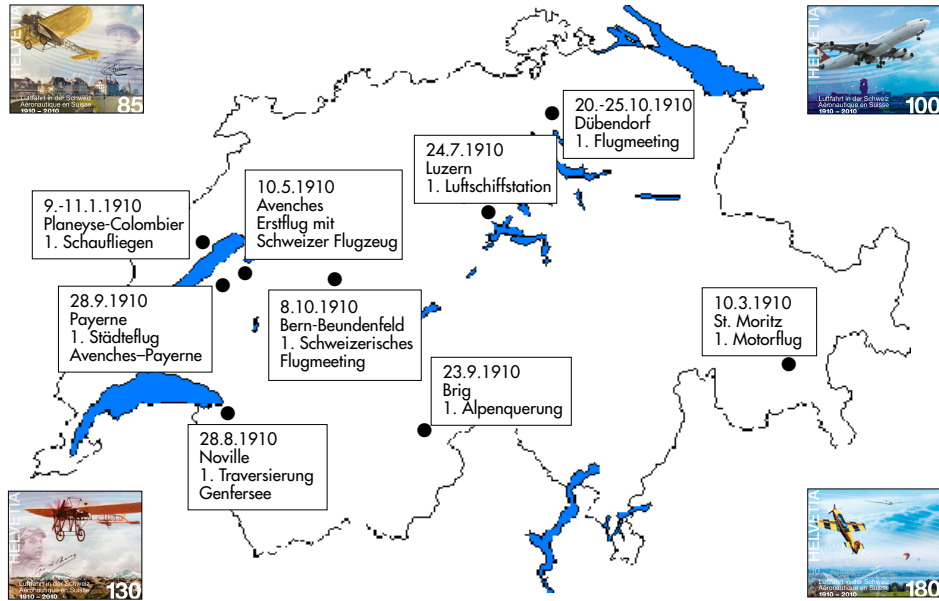 HELVETIA
Luftfahrt in der Schweiz
Aéronautique en Suisse
1910 – 2010
85
HELVETIA
Luftfahrt in der Schweiz
Aéronautique en Suisse
1910 – 2010
100
20.-25.10.1910
Dübendorf
1. Flugmeeting
24.7.1910
Luzern
1. Luftschiffstation
10.5.1910
Avenches
Erstflug mit
Schweizer Flugzeug
9.-11.1.1910
Planeyse-Colombier
1. Schaufliegen
28.9.1910
Payerne
1. Städteflug
Avenches–Payerne
8.10.1910
Bern-Beundenfeld
1. Schweizerisches
Flugmeeting
10.3.1910
St. Moritz
1. Motorflug
23.9.1910
Brig
1. Alpenquerung
28.8.1910
Noville
1. Traversierung
Genfersee
HELVETIA
Luftfahrt in der Schweiz
Aéronautique en Suisse
1910 – 2010
130
HELVETIA
Luftfahrt in der Schweiz
Aéronautique en Suisse
1910 – 2010
180